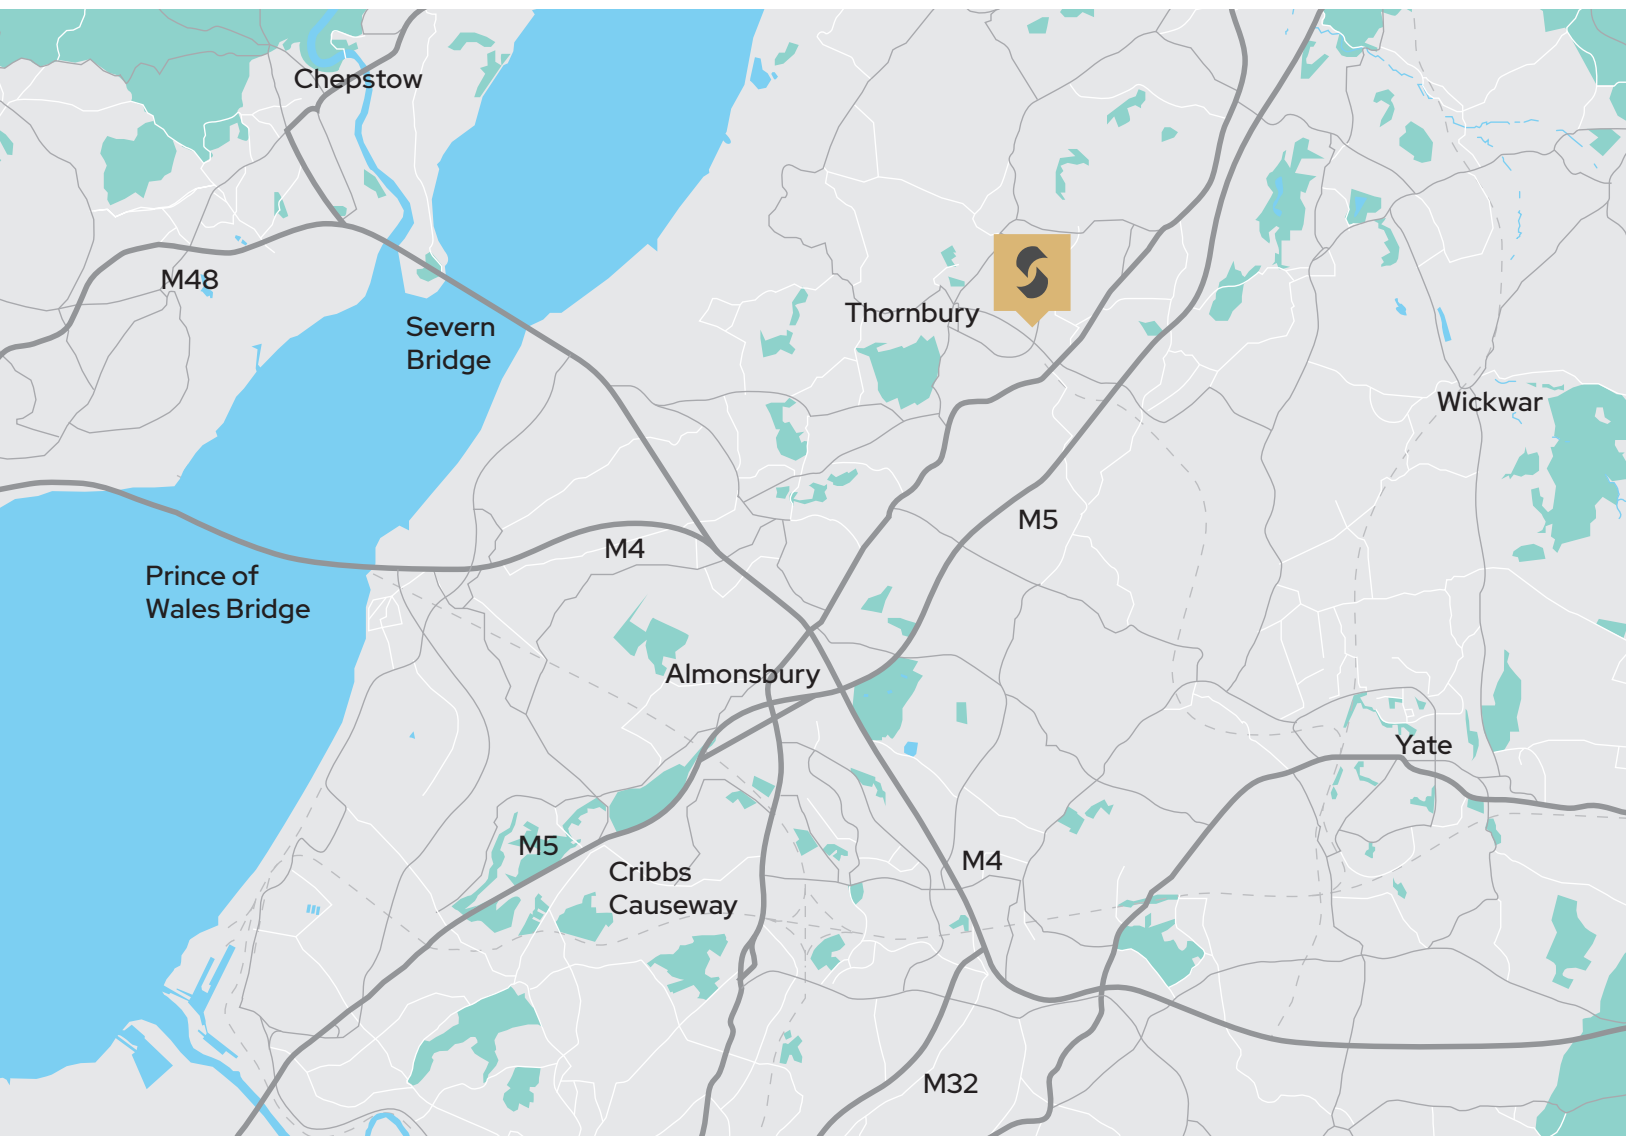 Chepstow
M48
Severn
Bridge
Thornbury
Wickwar
M5
M4
Prince of
Wales Bridge
Almonsbury
Yate
M5
Cribbs
Causeway
M4
M32